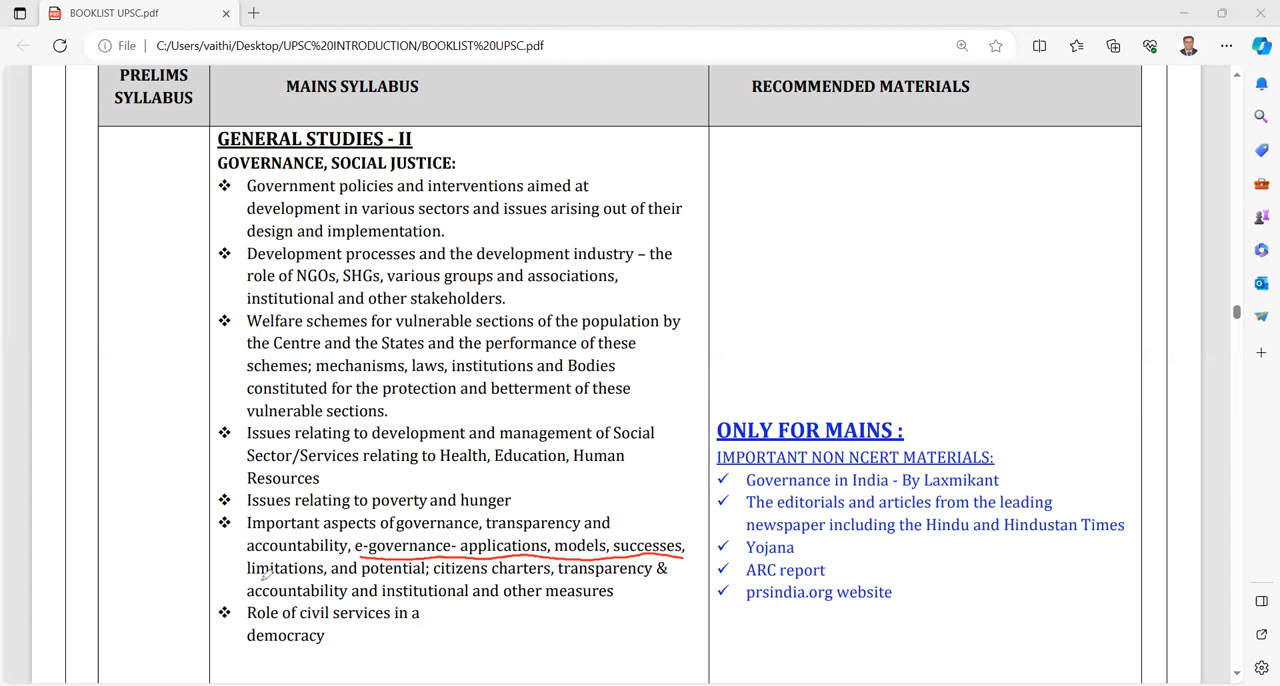 BOOKLIST UPSC.pdf
File
C:/Users/vaithi/Desktop/UPSC%20INTRODUCTION/BOOKLIST%20UPSC.pdf
PRELIMS
SYLLABUS
MAINS SYLLABUS
RECOMMENDED MATERIALS
GENERAL STUDIES - II
GOVERNANCE, SOCIAL JUSTICE:
❖ Government policies and interventions aimed at
development in various sectors and issues arising out of their
design and implementation.
❖ Development processes and the development industry – the
role of NGOs, SHGs, various groups and associations,
institutional and other stakeholders.
❖ Welfare schemes for vulnerable sections of the population by
the Centre and the States and the performance of these
schemes; mechanisms, laws, institutions and Bodies
constituted for the protection and betterment of these
vulnerable sections.
❖ Issues relating to development and management of Social
Sector/Services relating to Health, Education, Human
Resources
❖ Issues relating to poverty and hunger
❖ Important aspects of governance, transparency and
accountability, e-governance- applications, models, successes,
limitations, and potential; citizens charters, transparency &
accountability and institutional and other measures
❖ Role of civil services in a
democracy
ONLY FOR MAINS :
IMPORTANT NON NCERT MATERIALS:
✓ Governance in India - By Laxmikant
✓ The editorials and articles from the leading
newspaper including the Hindu and Hindustan Times
✓ Yojana
✓ ARC report
✓ prsindia.org website